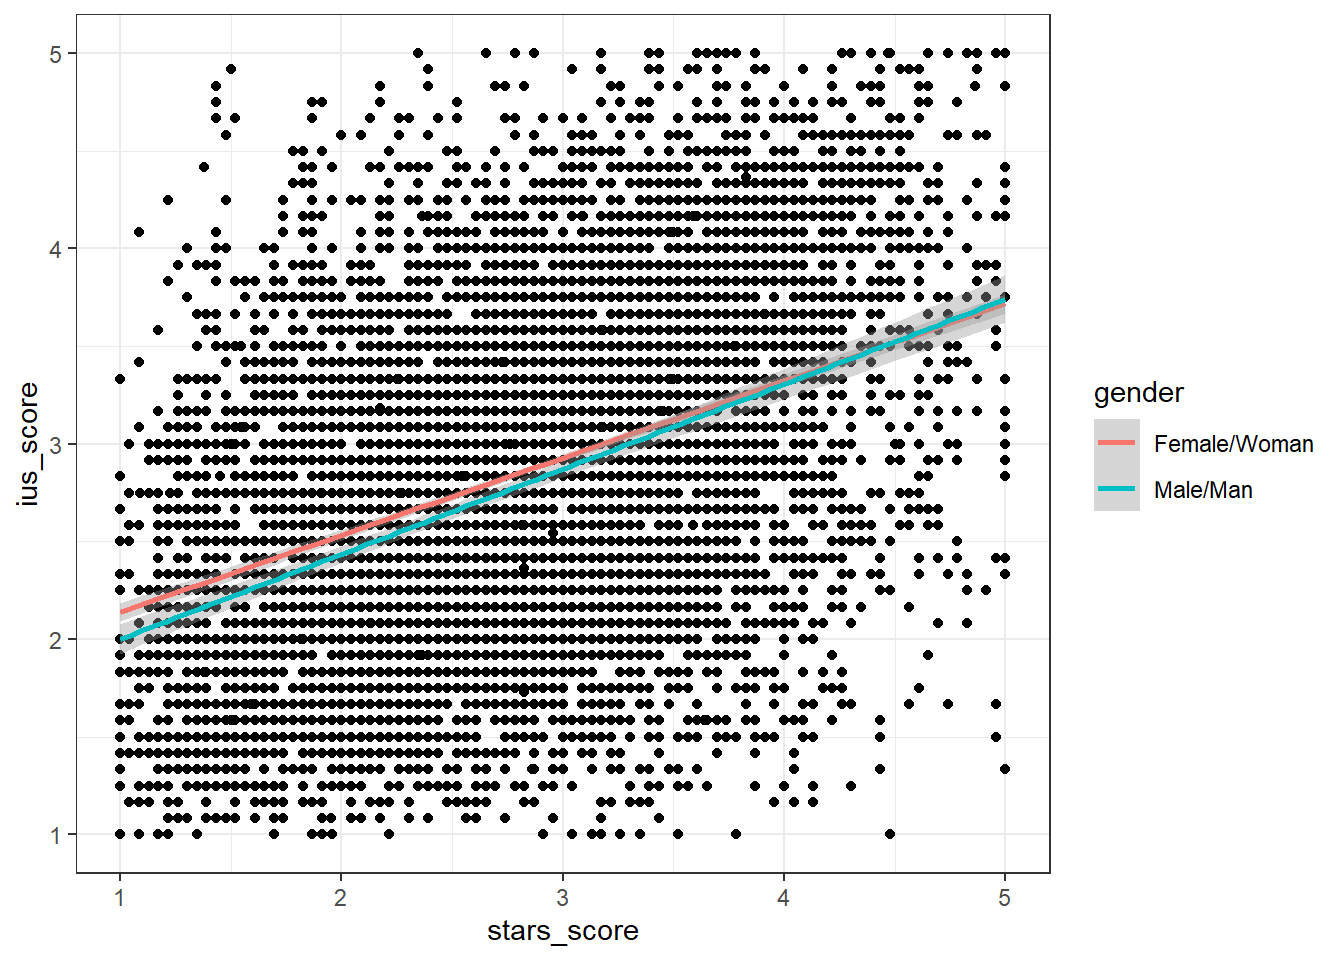 5
4
3
2
1
ius_score
1 2 3 4 5
stars_score
gender
Female/Woman
Male/Man